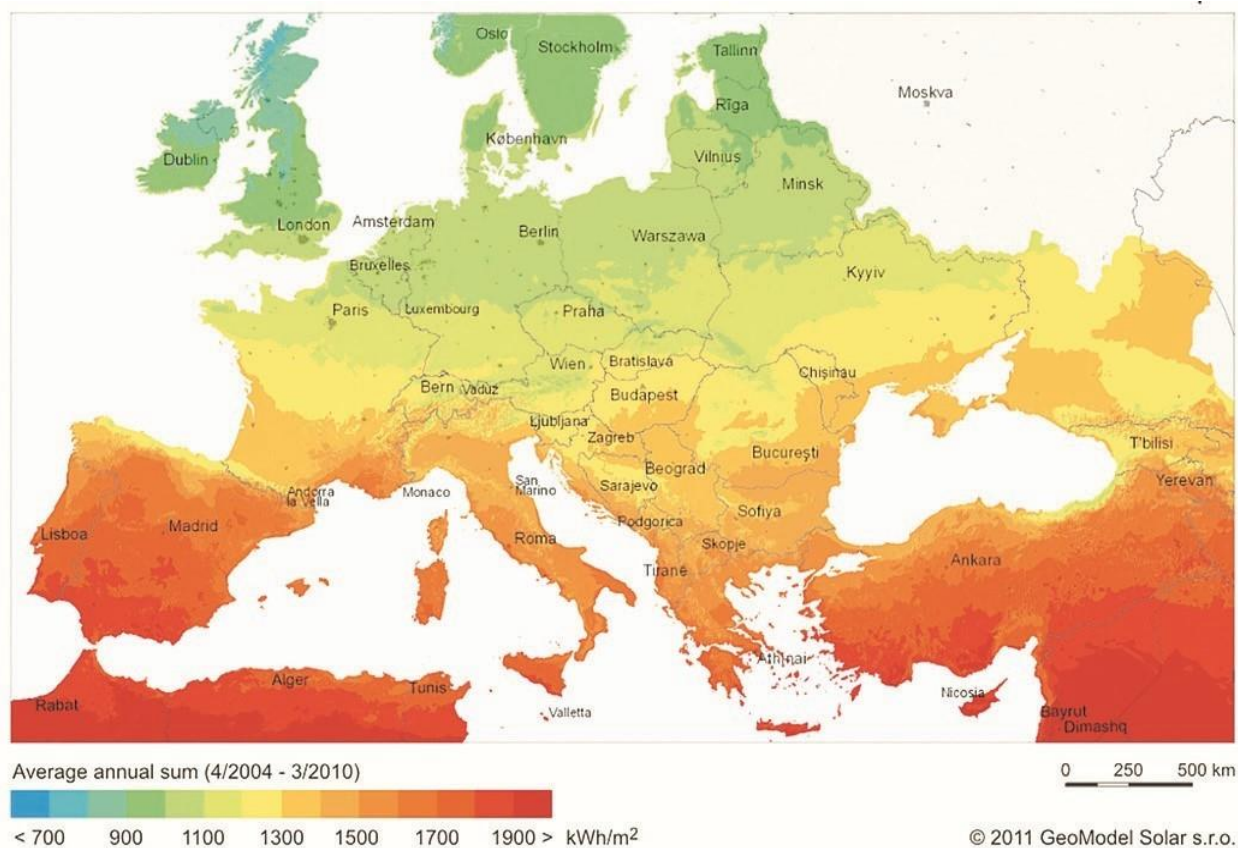 Oslo
Stockholm
Tallinn
Rīga
Moskva
København
Dublin
Vilnius
Minsk
London
Amsterdam
Berlin
Warszawa
Bruxelles
Kyyiv
Paris
Luxembourg
Praha
Wien
Bratislava
Bern
Vaduz
Budapest
Chişinau
Ljubljana
Zagreb
Bucureşti
T'bilisi
Beograd
Yerevan
San
Marino
Sarajevo
Andorra
la Vella
Monaco
Lisboa
Madrid
Podgorica
Sofiya
Roma
Skopje
Ankara
Tiranë
Athínai
Alger
Tunis
Nicosia
Rabat
Valletta
Bayrut
Dimashq
Average annual sum (4/2004 - 3/2010)
0 250 500 km
< 700 900 1100 1300 1500 1700 1900 > kWh/m²
© 2011 GeoModel Solar s.r.o.